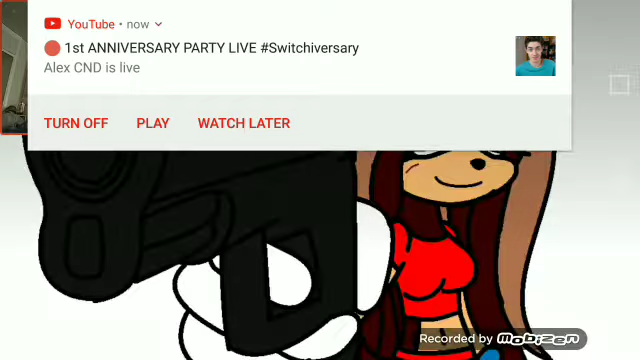 YouTube • now
🔴 1st ANNIVERSARY PARTY LIVE #Switchiversary
Alex CND is live
TURN OFF PLAY WATCH LATER
Recorded by mobizen